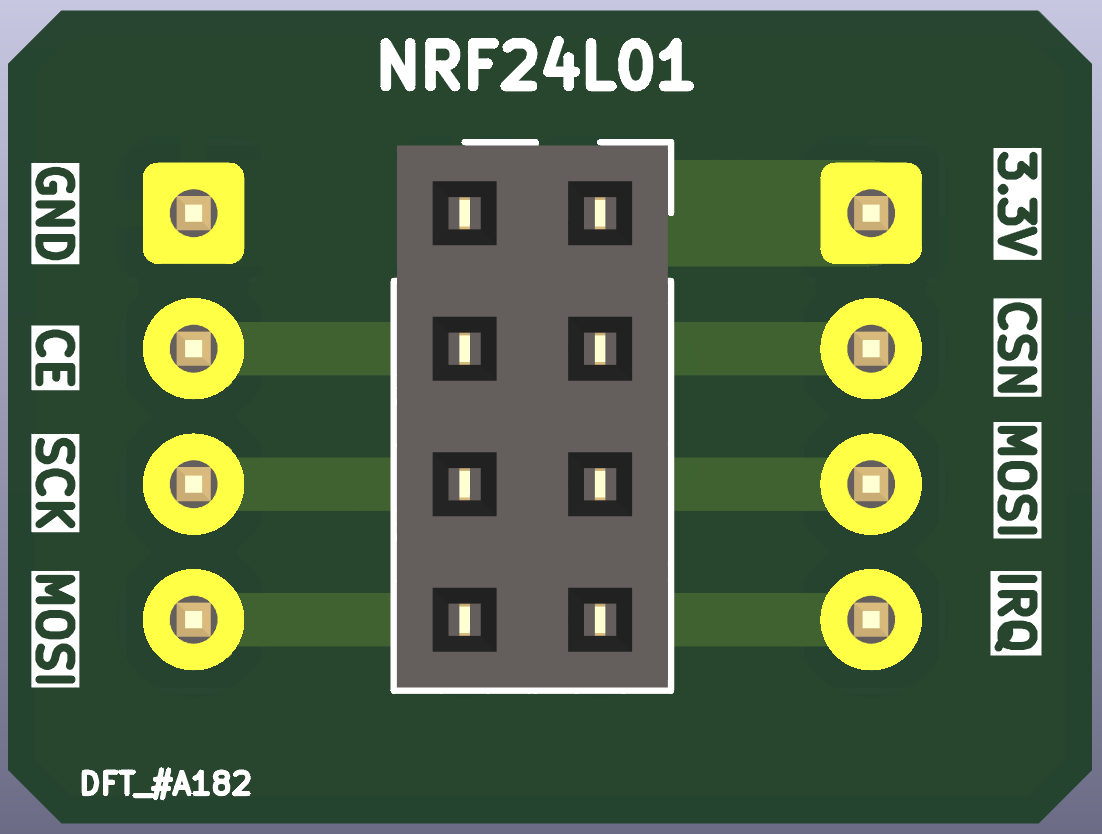 NRF24L01
GND
3.3V
CE
CSN
SCK
MOSI
MOSI
IRQ
DFT_#A182